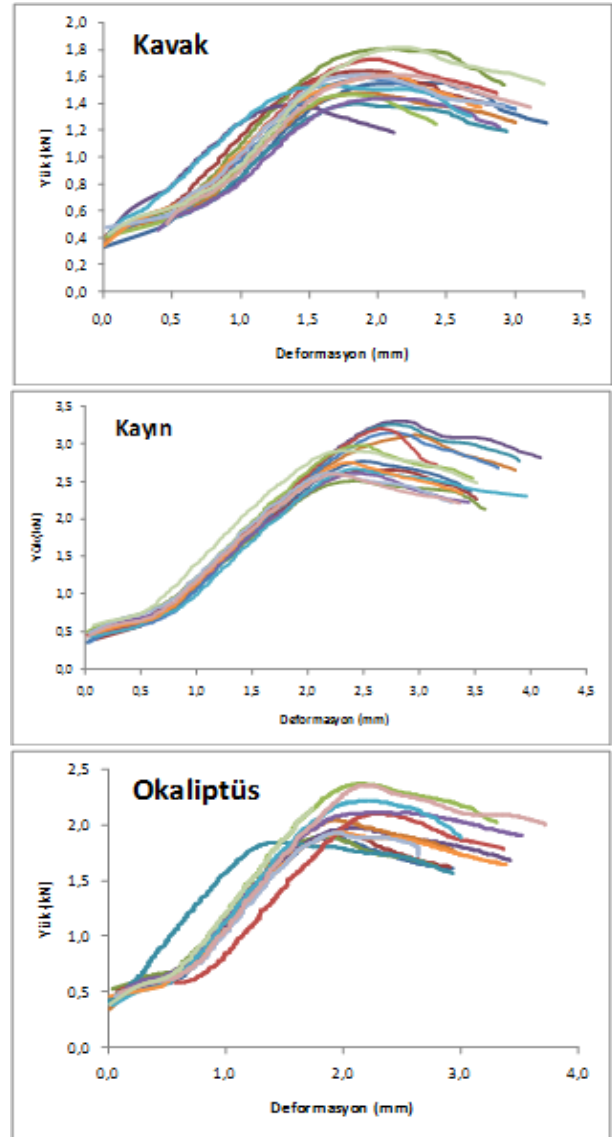 Kavak
Yük (kN)
2,0
1,8
1,6
1,4
1,2
1,0
0,8
0,6
0,4
0,2
0,0
0,0 0,5 1,0 1,5 2,0 2,5 3,0 3,5
Deformasyon (mm)
Kayın
Yük(kN)
3,5
3,0
2,5
2,0
1,5
1,0
0,5
0,0
0,0 0,5 1,0 1,5 2,0 2,5 3,0 3,5 4,0 4,5
Deformasyon (mm)
Okaliptüs
Yük (kN)
2,5
2,0
1,5
1,0
0,5
0,0
0,0 1,0 2,0 3,0 4,0
Deformasyon (mm)